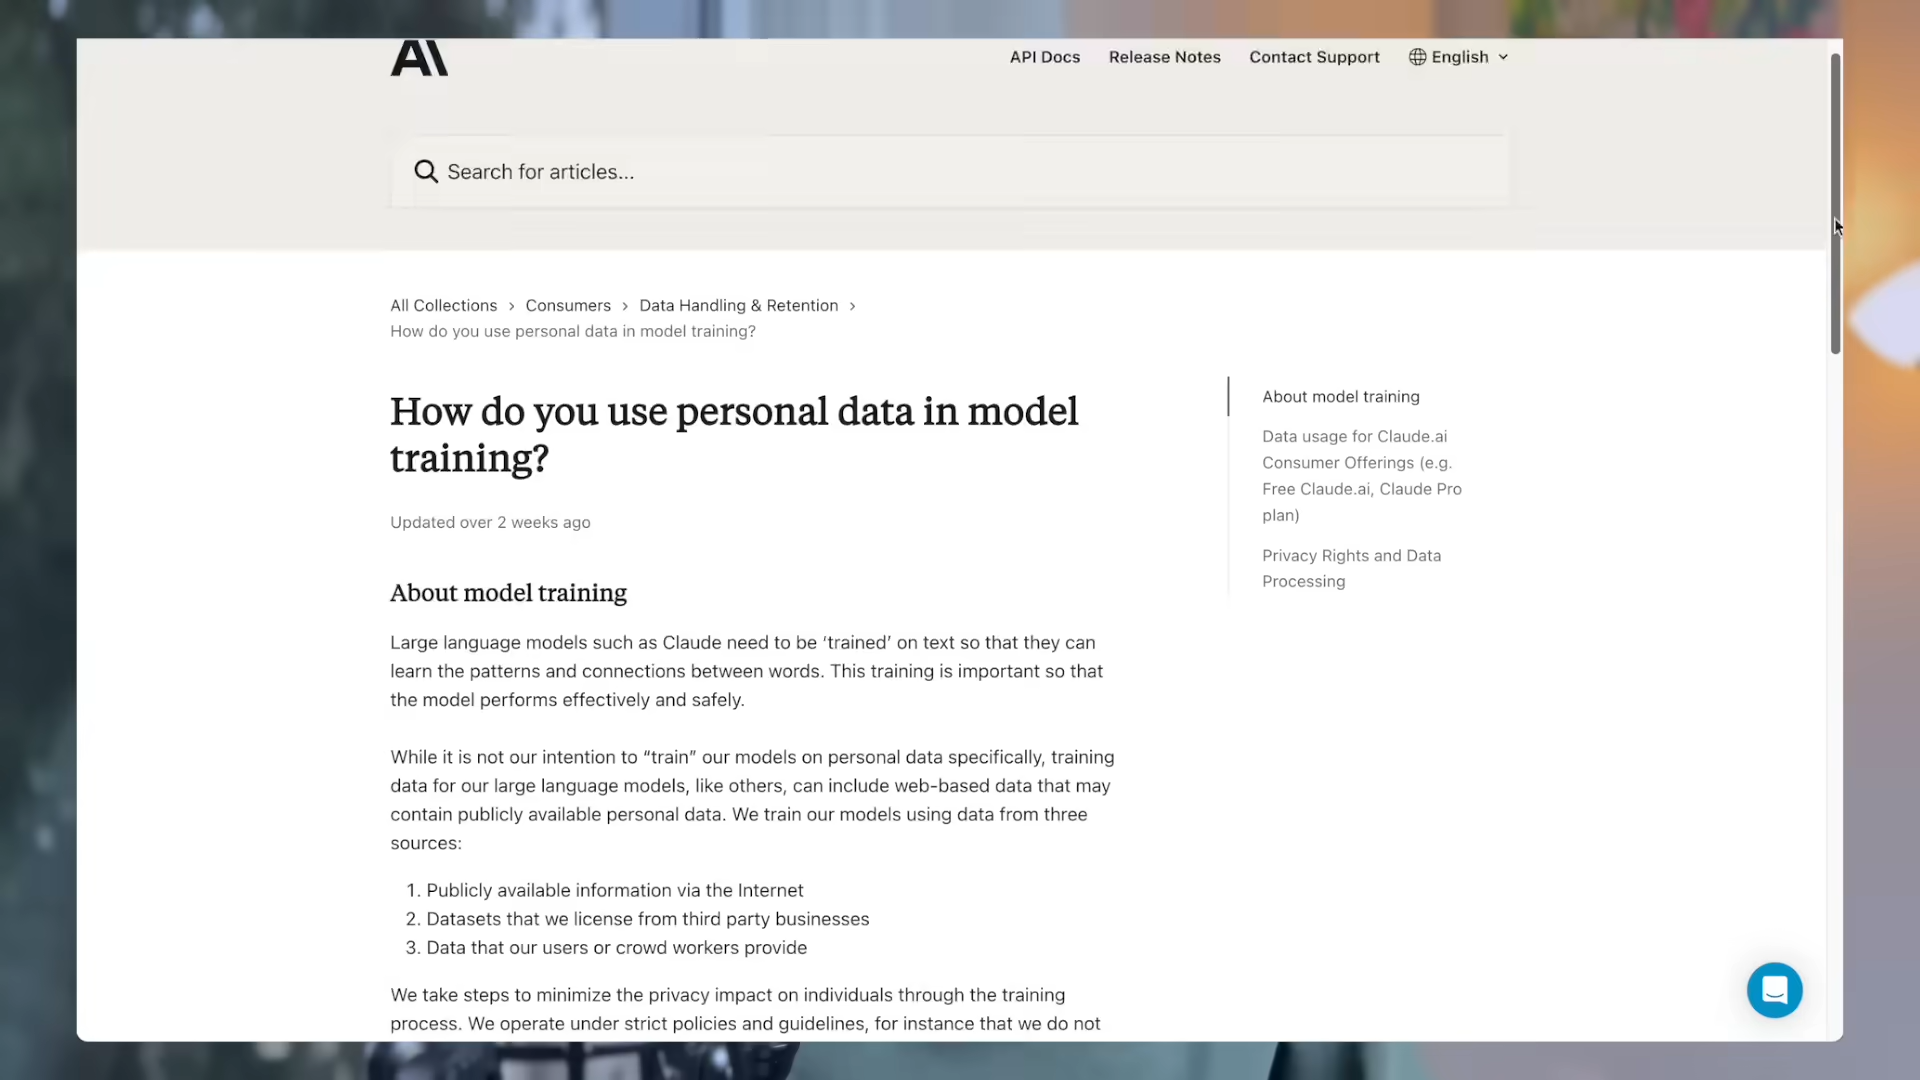 AI
API Docs
Release Notes
Contact Support
English
Search for articles...
All Collections
Consumers
Data Handling & Retention
How do you use personal data in model training?
How do you use personal data in model
training?
Updated over 2 weeks ago
About model training
Large language models such as Claude need to be ‘trained’ on text so that they can
learn the patterns and connections between words. This training is important so that
the model performs effectively and safely.
While it is not our intention to “train” our models on personal data specifically, training
data for our large language models, like others, can include web-based data that may
contain publicly available personal data. We train our models using data from three
sources:
1. Publicly available information via the Internet
2. Datasets that we license from third party businesses
3. Data that our users or crowd workers provide
We take steps to minimize the privacy impact on individuals through the training
process. We operate under strict policies and guidelines, for instance that we do not
About model training
Data usage for Claude.ai
Consumer Offerings (e.g.
Free Claude.ai, Claude Pro
plan)
Privacy Rights and Data
Processing